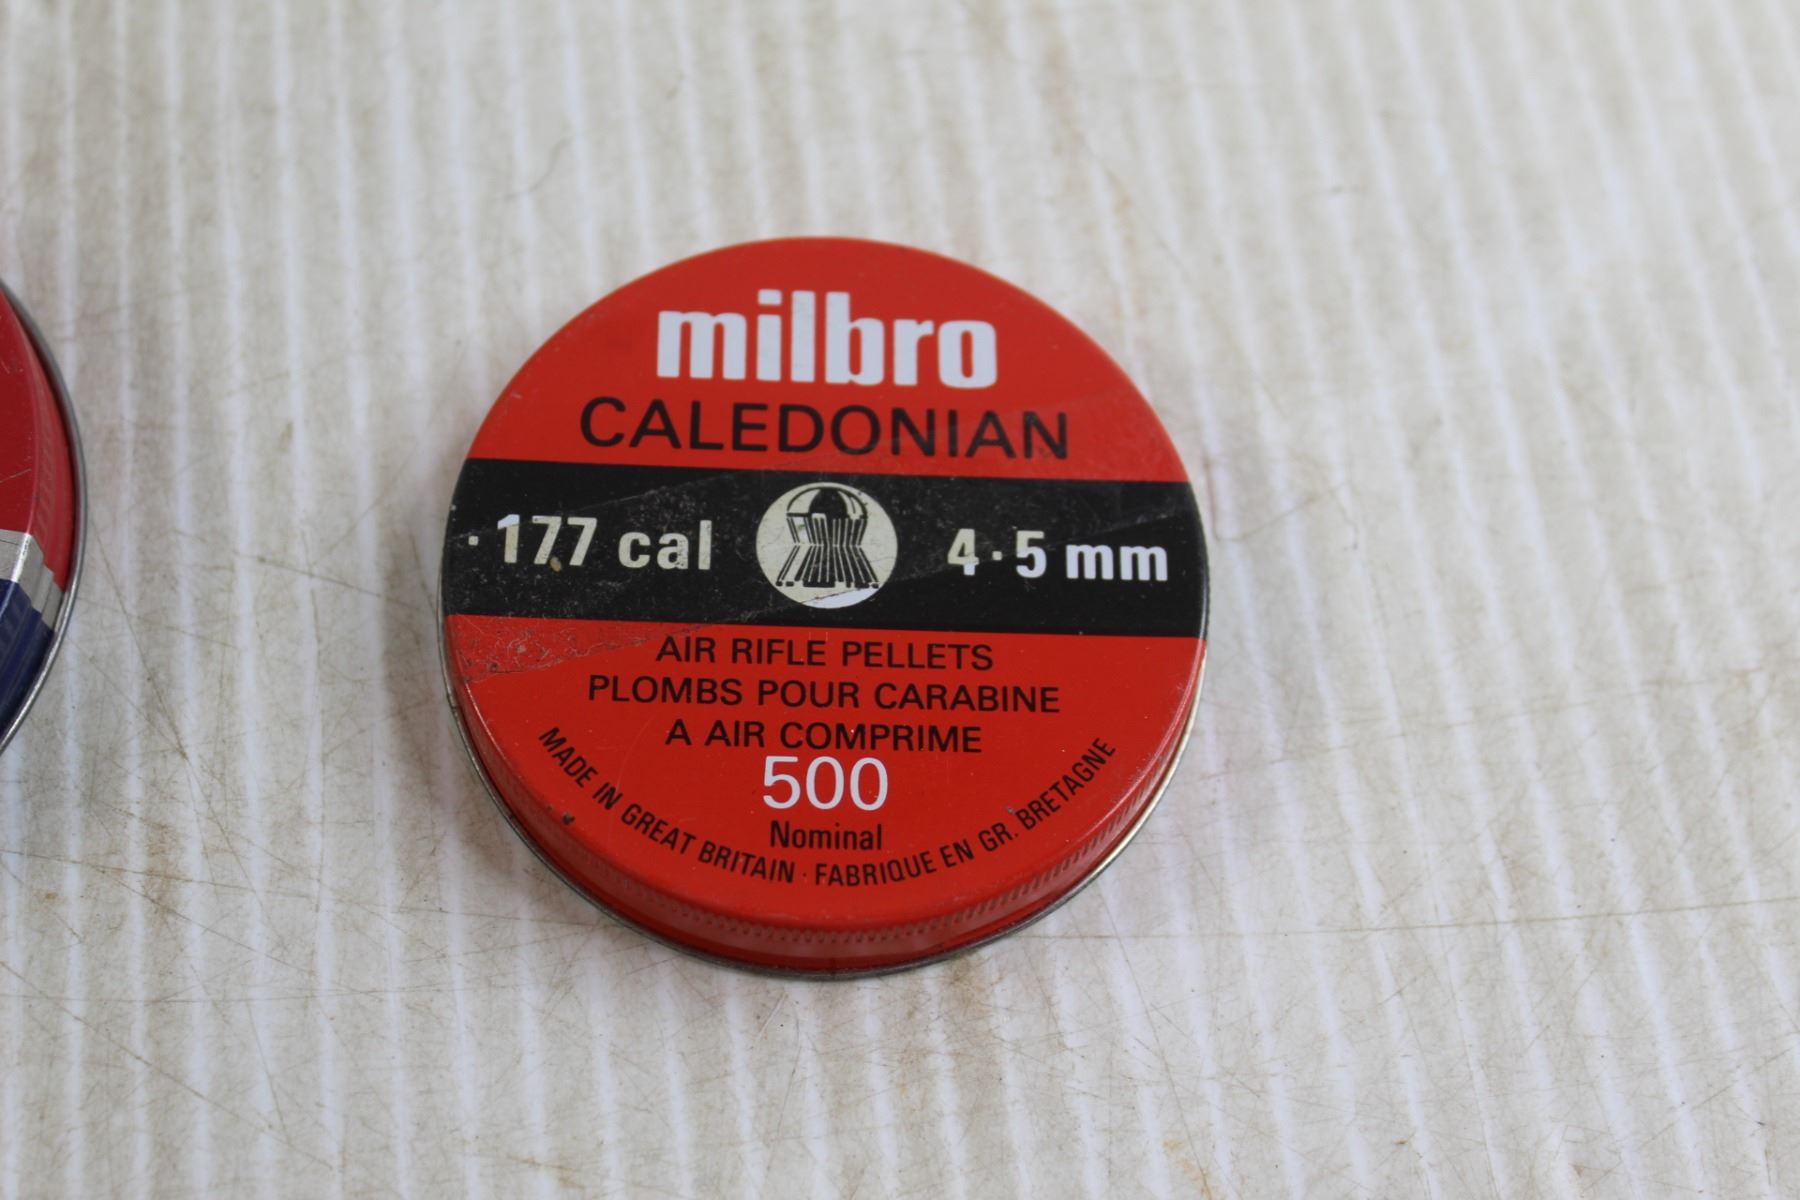 milbro
CALEDONIAN
·177 cal 4·5 mm
AIR RIFLE PELLETS
PLOMBS POUR CARABINE
A AIR COMPRIME
500
Nominal
MADE IN GREAT BRITAIN · FABRIQUE EN GR. BRETAGNE